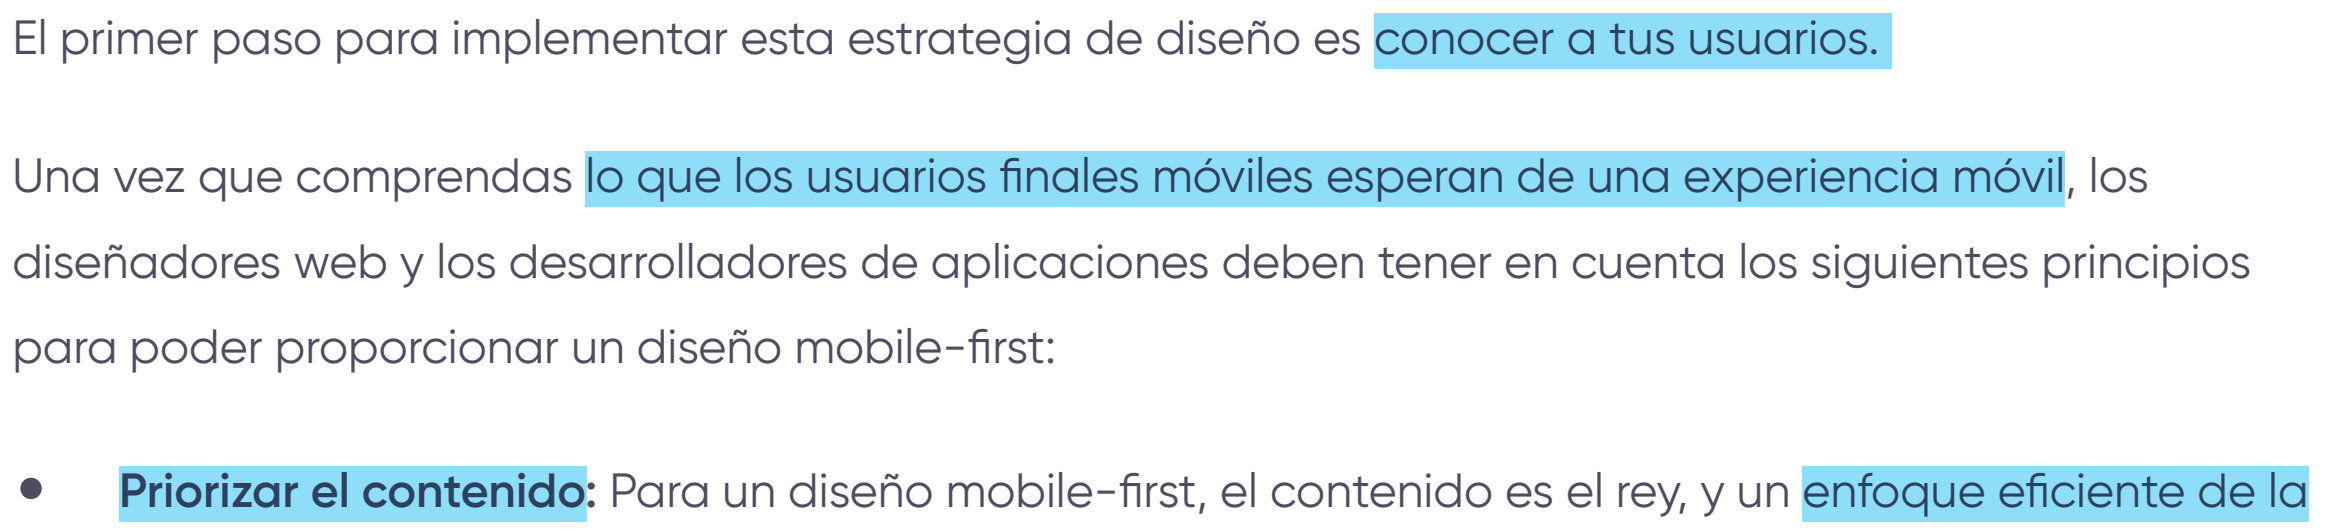 El primer paso para implementar esta estrategia de diseño es conocer a tus usuarios.
Una vez que comprendas lo que los usuarios finales móviles esperan de una experiencia móvil, los
diseñadores web y los desarrolladores de aplicaciones deben tener en cuenta los siguientes principios
para poder proporcionar un diseño mobile-first:
● Priorizar el contenido: Para un diseño mobile-first, el contenido es el rey, y un enfoque eficiente de la